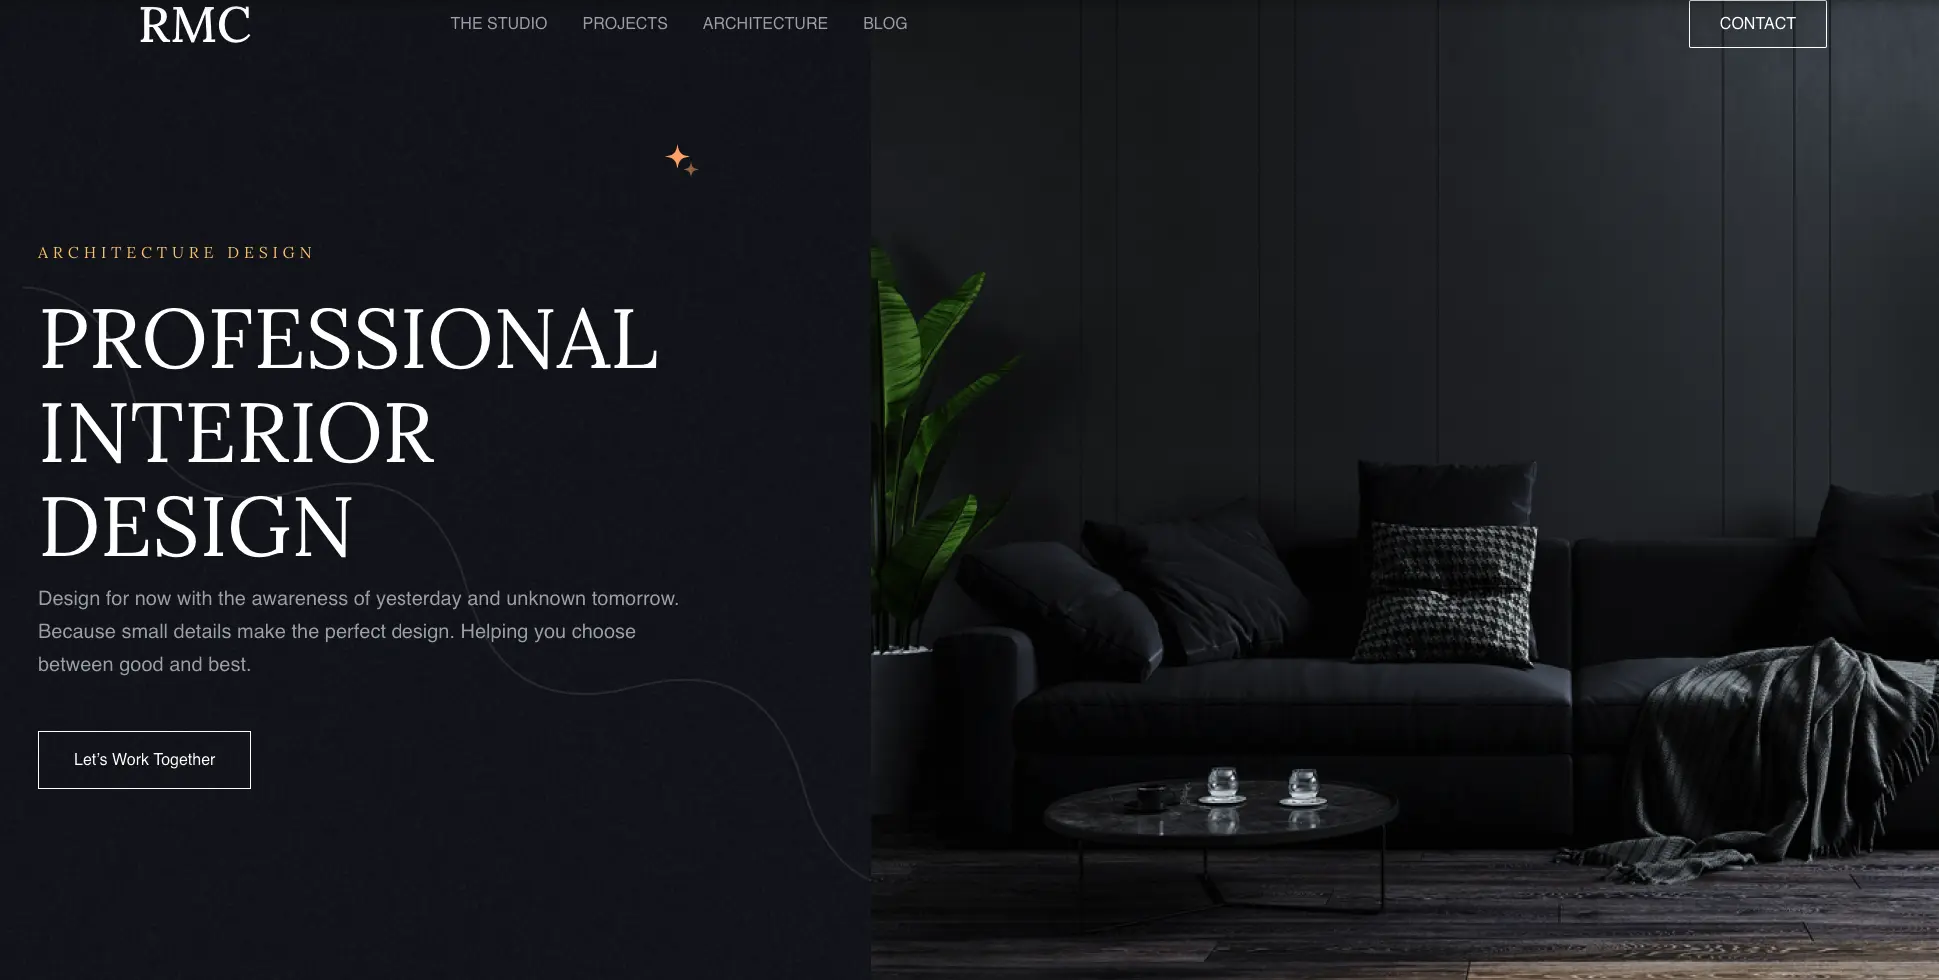 RMC
THE STUDIO
PROJECTS
ARCHITECTURE
BLOG
CONTACT
ARCHITECTURE DESIGN
PROFESSIONAL
INTERIOR
DESIGN
Design for now with the awareness of yesterday and unknown tomorrow.
Because small details make the perfect design. Helping you choose
between good and best.
Let’s Work Together